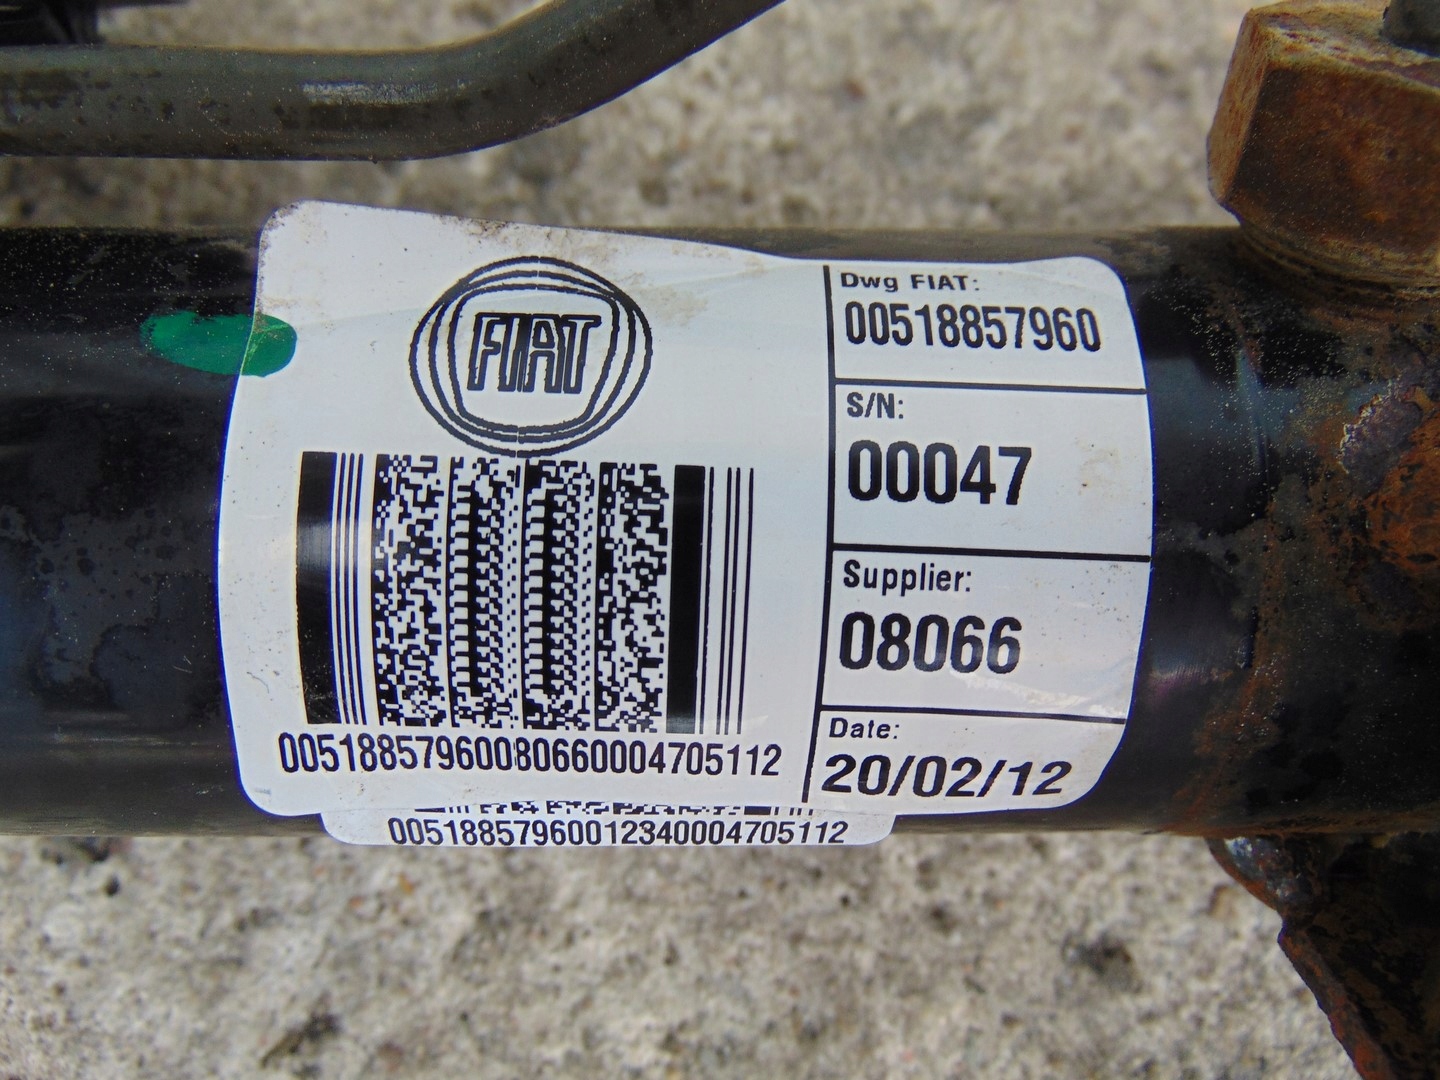 FIAT
Dwg FIAT:
00518857960
S/N:
00047
Supplier:
08066
Date:
20/02/12
00518857960080660004705112
00518857960012340004705112